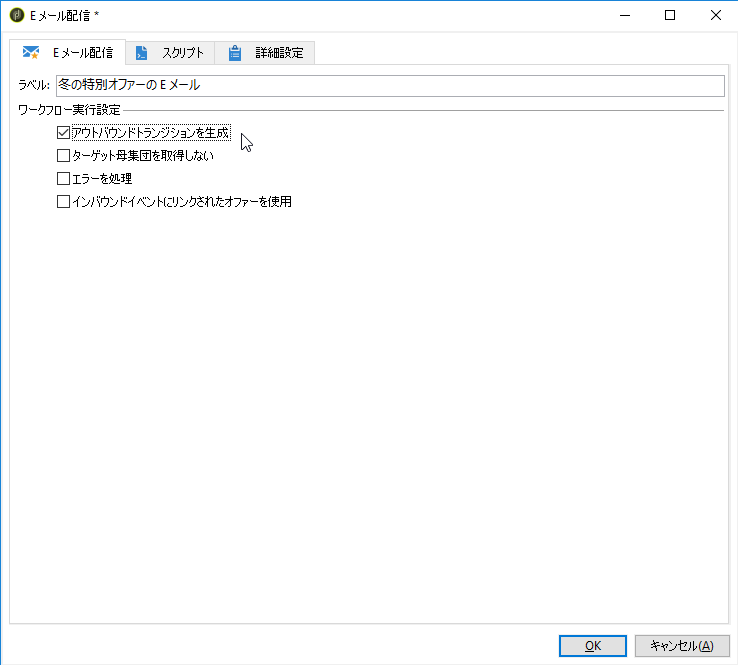 Eメール配信 *
Eメール配信 スクリプト 詳細設定
ラベル: 冬の特別オファーの E メール
ワークフロー実行設定
アウトバウンドトランジションを生成
ターゲット母集団を取得しない
エラーを処理
インバウンドイベントにリンクされたオファーを使用
OK キャンセル(A)